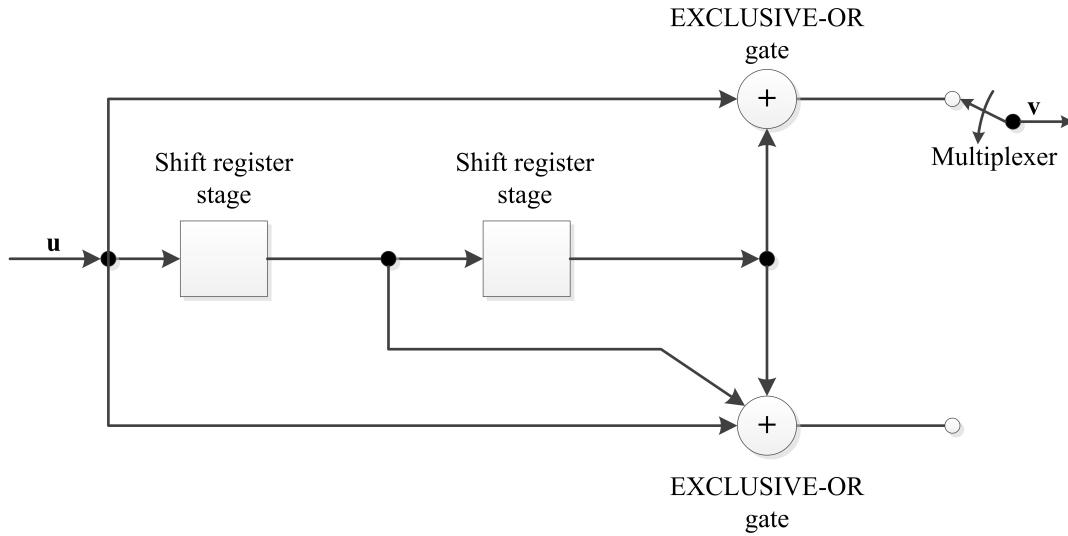 EXCLUSIVE-OR
gate
+
v
Multiplexer
Shift register
stage
Shift register
stage
u
+
EXCLUSIVE-OR
gate